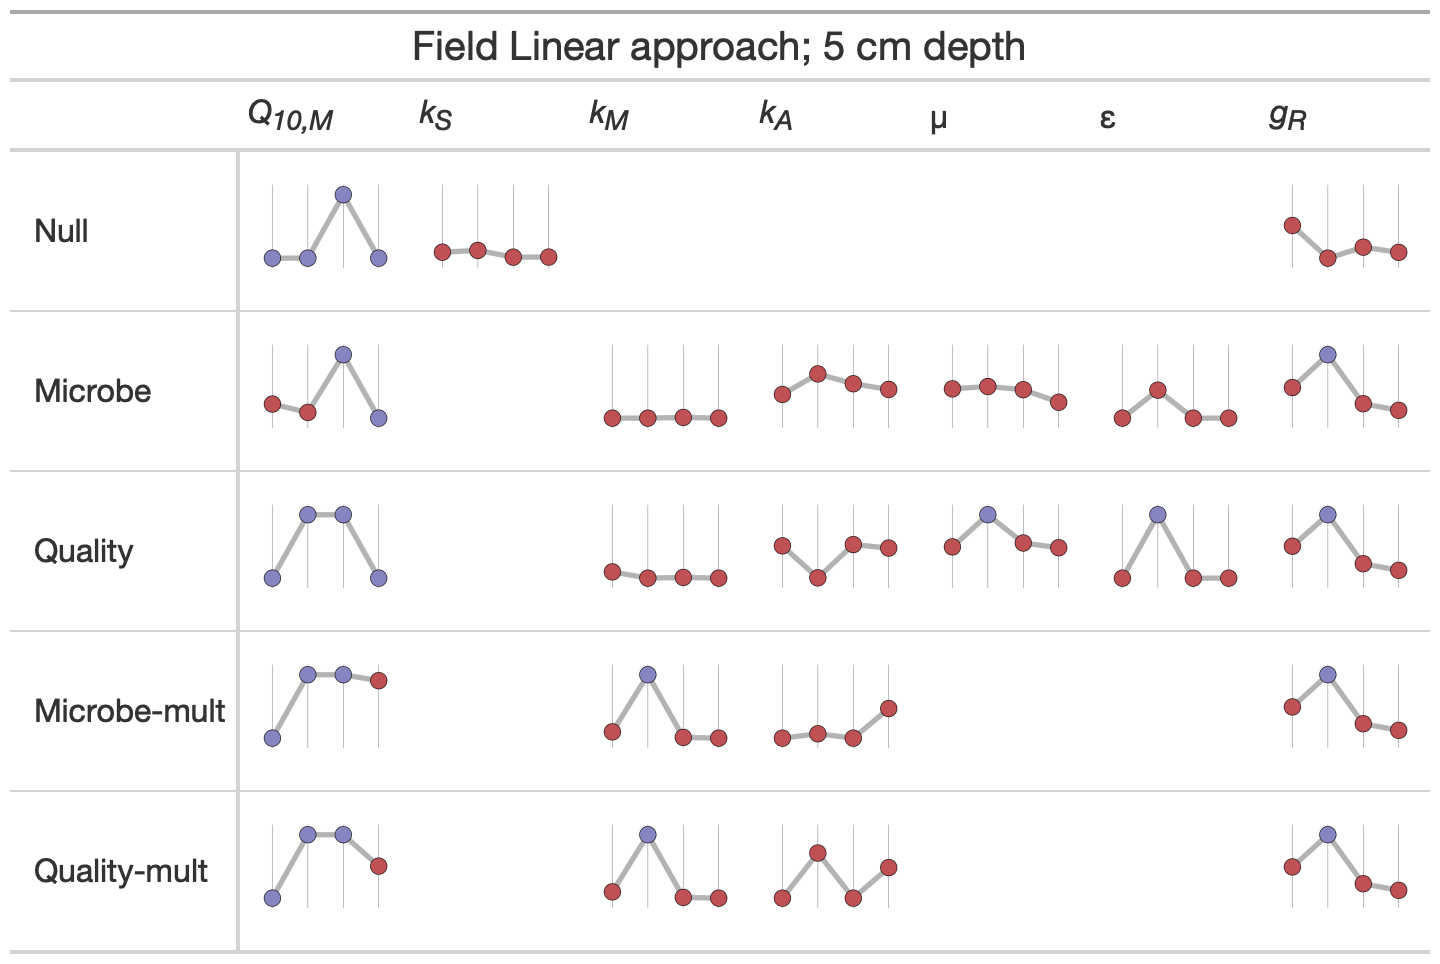 Field Linear approach; 5 cm depth
Q10,M kS kM kA μ ε gR
Null
Microbe
Quality
Microbe-mult
Quality-mult